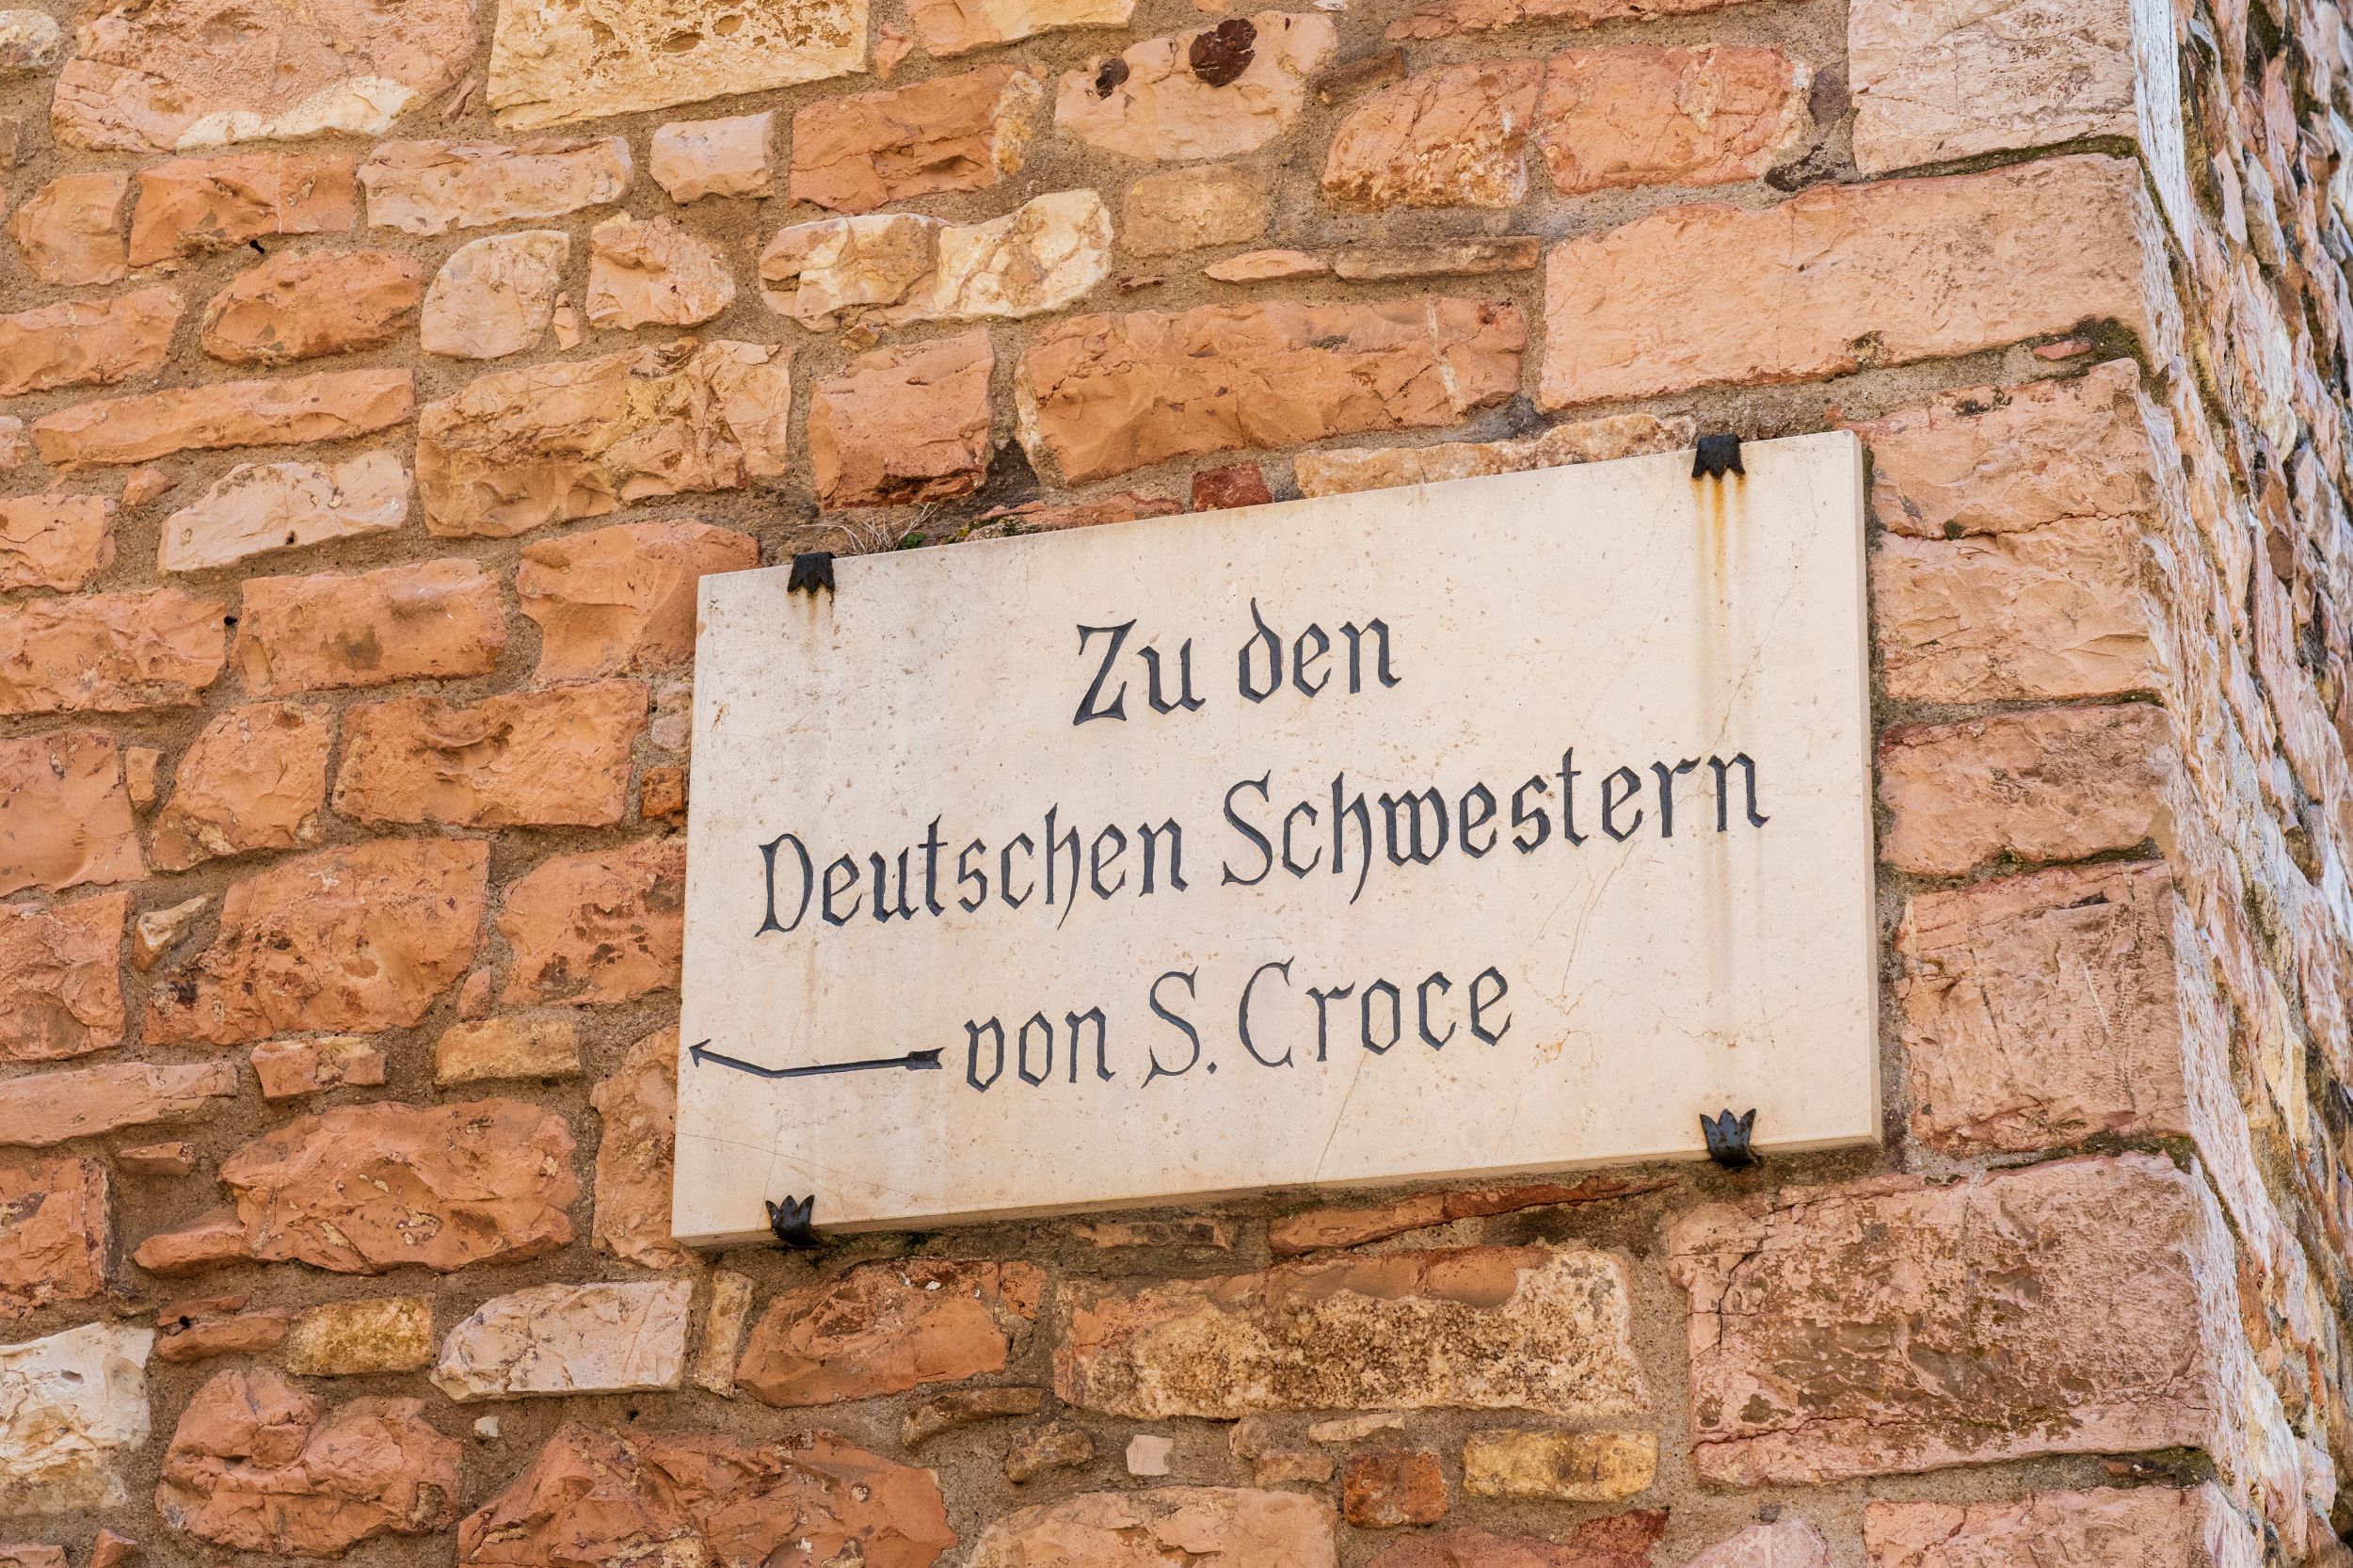 Zu den
Deutschen Schwestern
von S. Croce